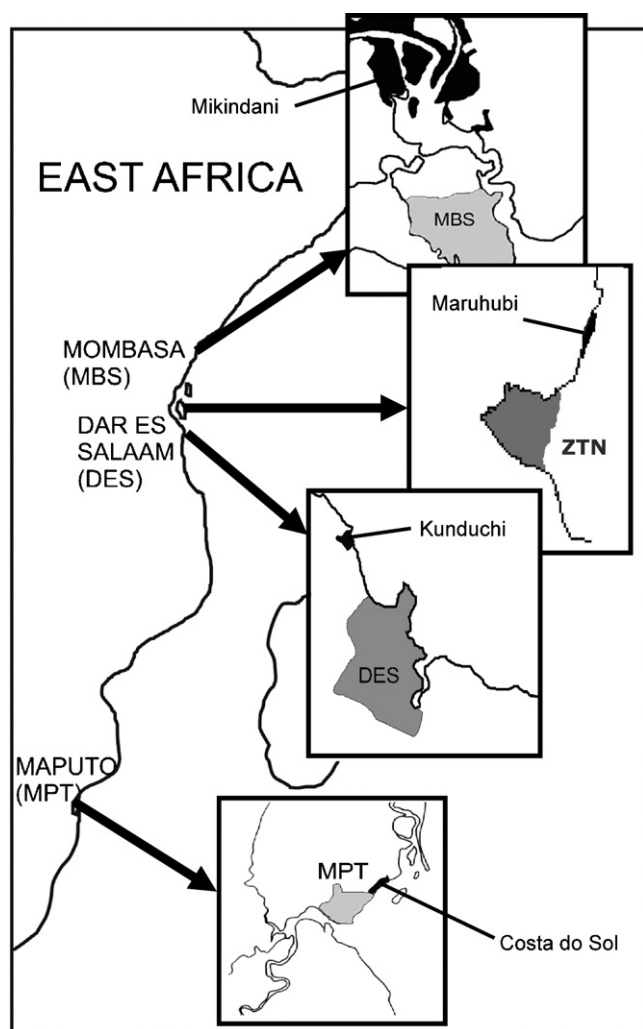 Mikindani
EAST AFRICA
MBS
Maruhubi
MOMBASA
(MBS)
DAR ES
SALAAM
(DES)
ZTN
Kunduchi
DES
MAPUTO
(MPT)
MPT
Costa do Sol